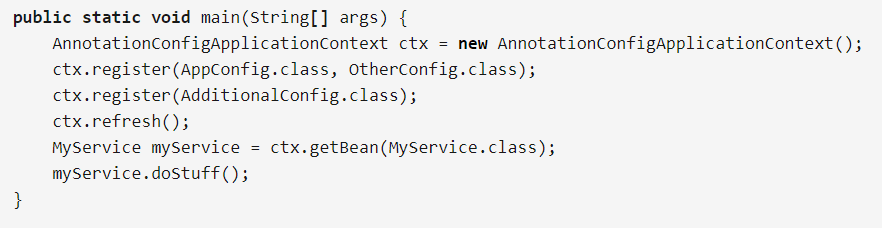 public static void main(String[] args) {
    AnnotationConfigApplicationContext ctx = new AnnotationConfigApplicationContext();
    ctx.register(AppConfig.class, OtherConfig.class);
    ctx.register(AdditionalConfig.class);
    ctx.refresh();
    MyService myService = ctx.getBean(MyService.class);
    myService.doStuff();
}